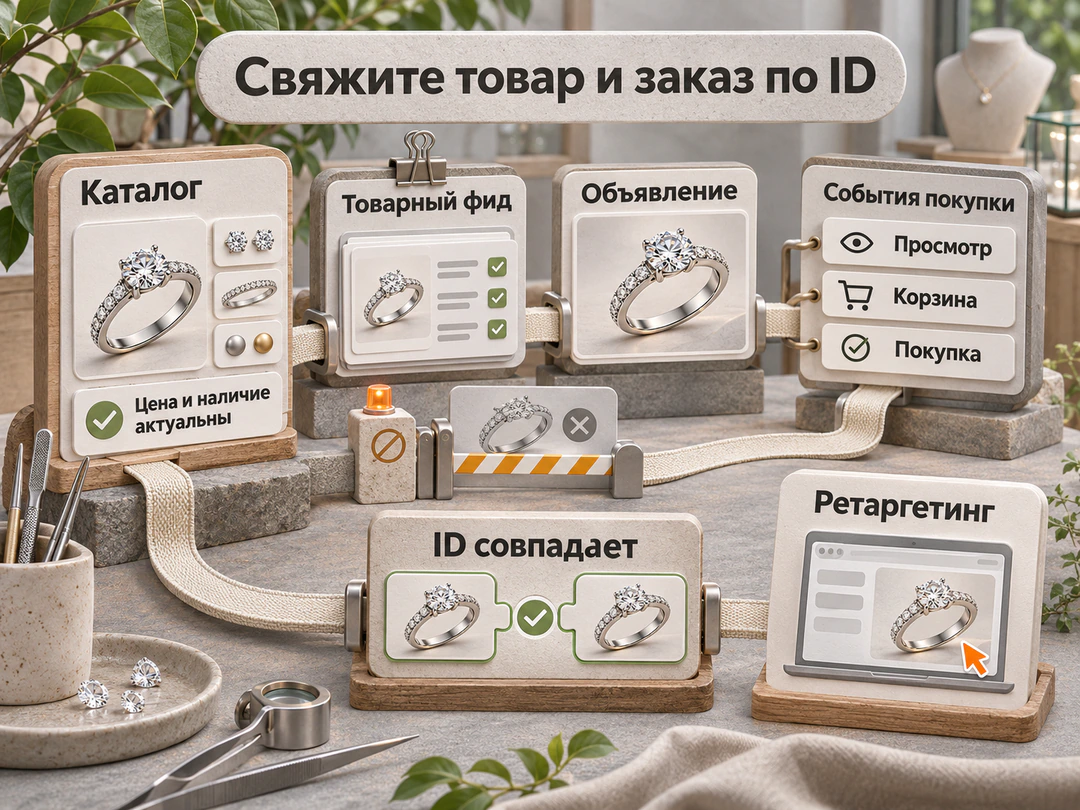 Свяжите товар и заказ по ID
Каталог
Цена и наличие
актуальны
Товарный фид
Объявление
События покупки
Просмотр
Корзина
Покупка
ID совпадает
Ретаргетинг